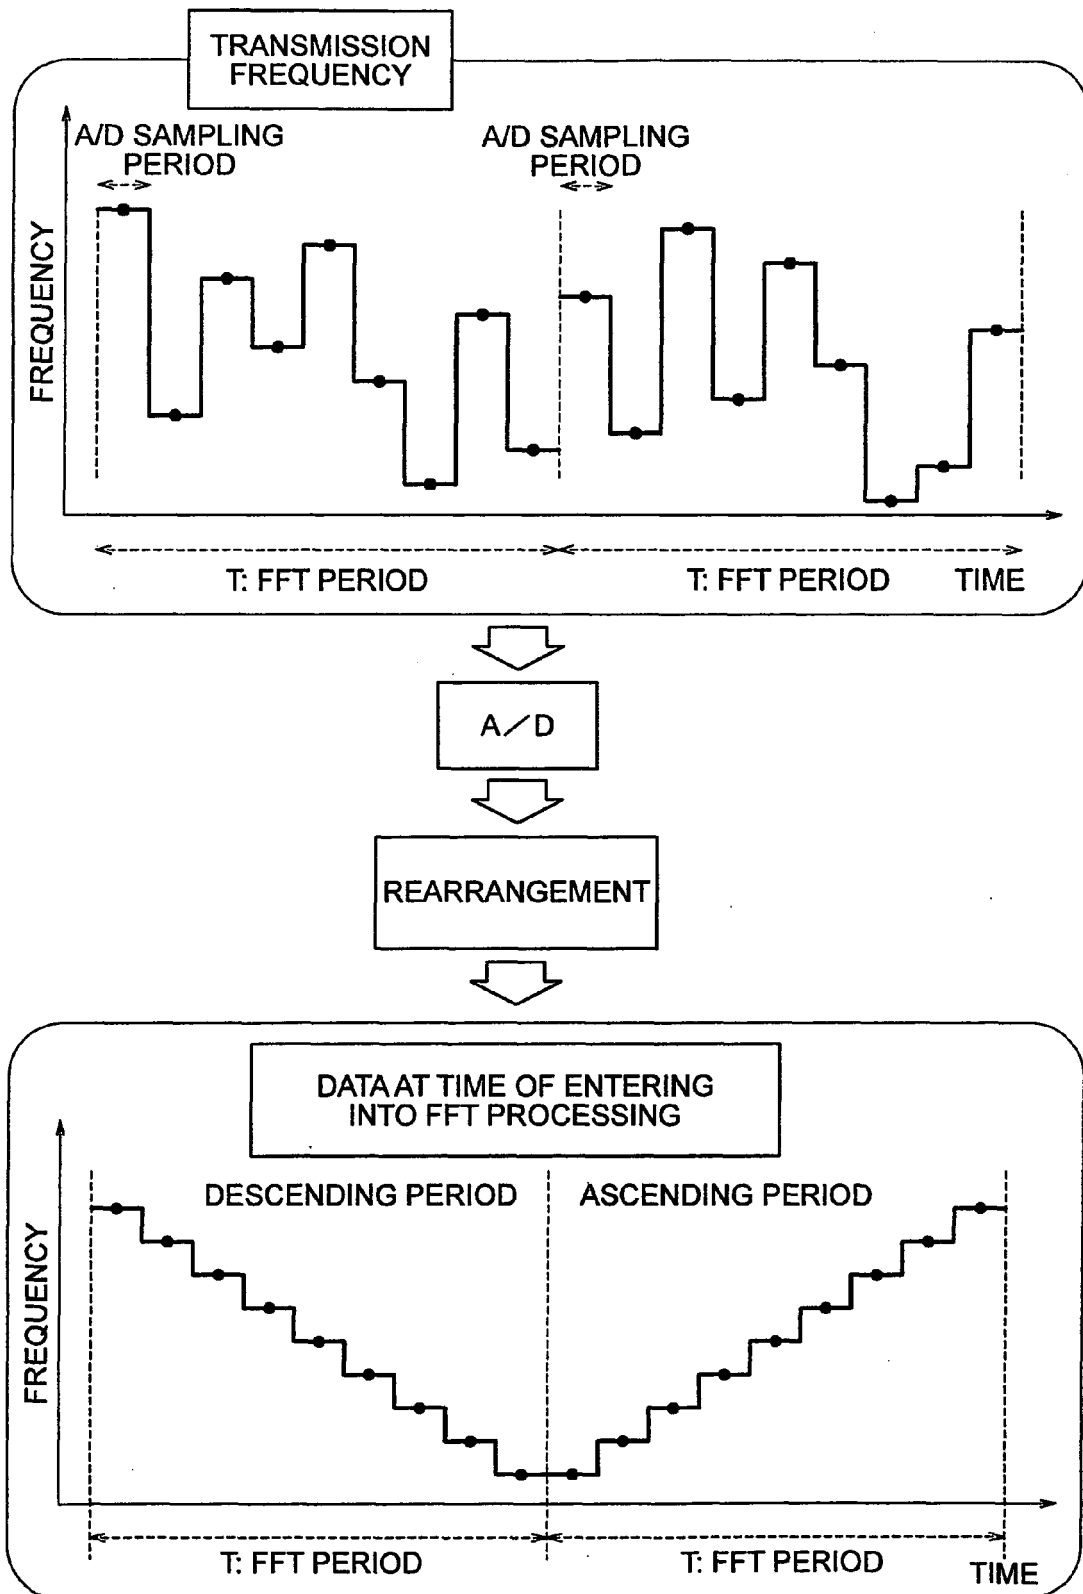 TRANSMISSION
FREQUENCY
A/D SAMPLING
PERIOD
A/D SAMPLING
PERIOD
FREQUENCY
T: FFT PERIOD
T: FFT PERIOD
TIME
A/D
REARRANGEMENT
DATA AT TIME OF ENTERING
INTO FFT PROCESSING
DESCENDING PERIOD
ASCENDING PERIOD
FREQUENCY
T: FFT PERIOD
T: FFT PERIOD
TIME